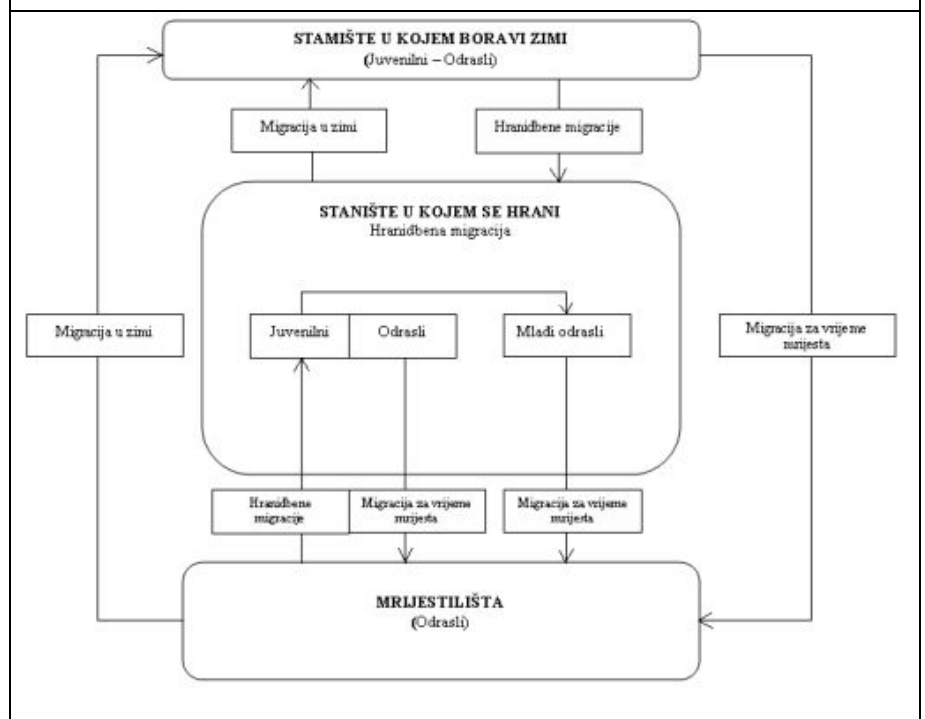 STAMIŠTE U KOJEM BORAVI ZIMI
(Juvenilni – Odrasli)
Migracija u zimi
Hranidbene migracije
STANIŠTE U KOJEM SE HRANI
Hranidbena migracija
Migracija u zimi
Juvenilni
Odrasli
Mlađi odrasli
Migracija za vrijeme
mrijesta
Hranidbene
migracije
Migracija za vrijeme
mrijesta
Migracija za vrijeme
mrijesta
MRIJESTILIŠTA
(Odrasli)